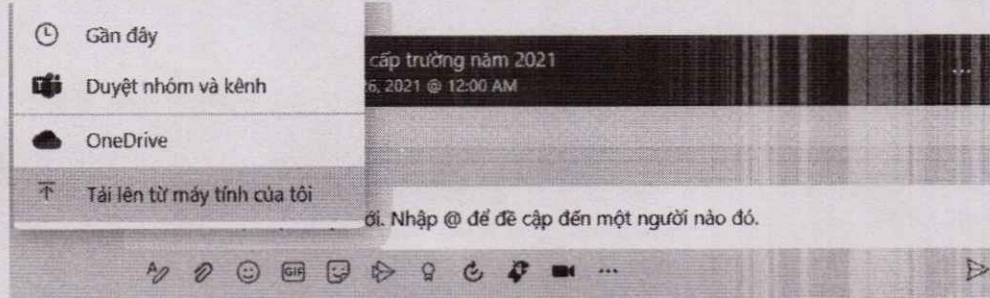 Gần đây
Duyệt nhóm và kênh
OneDrive
Tải lên từ máy tính của tôi
cấp trường năm 2021
6, 2021 @ 12:00 AM
ới. Nhập @ để đề cập đến một người nào đó.
GIF